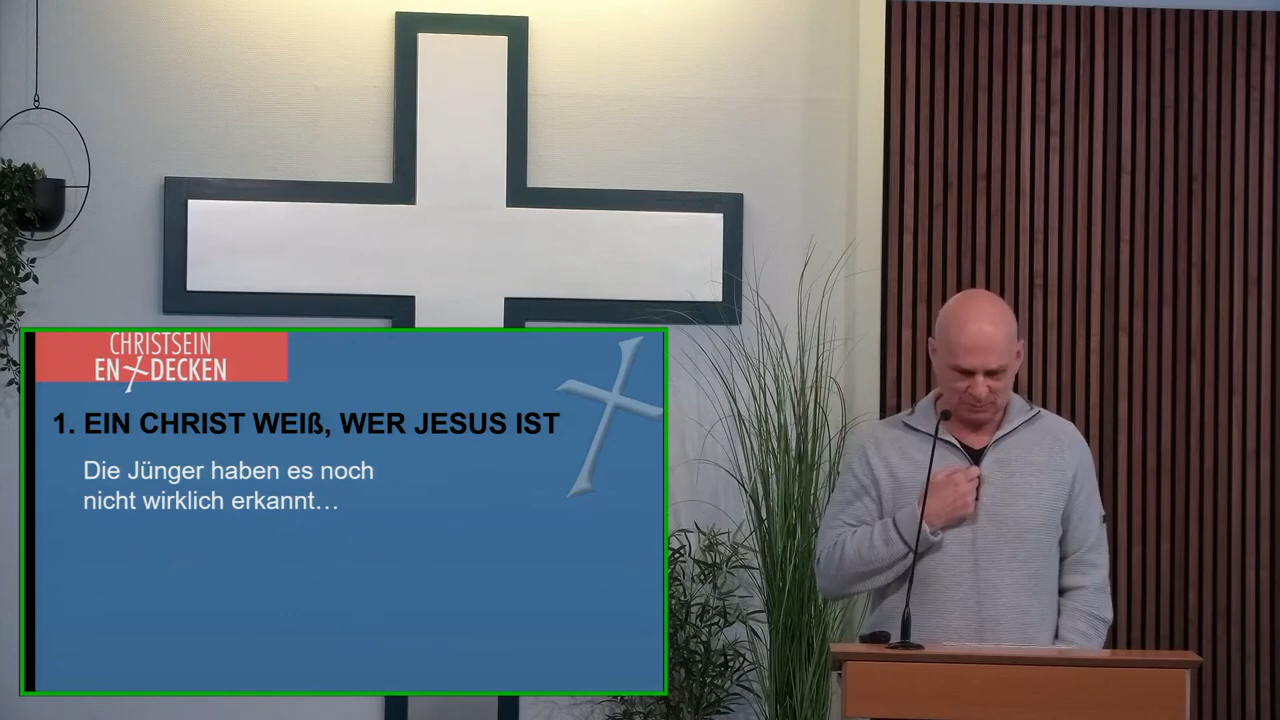 CHRISTSEIN
ENTDECKEN
1. EIN CHRIST WEIß, WER JESUS IST
Die Jünger haben es noch
nicht wirklich erkannt…